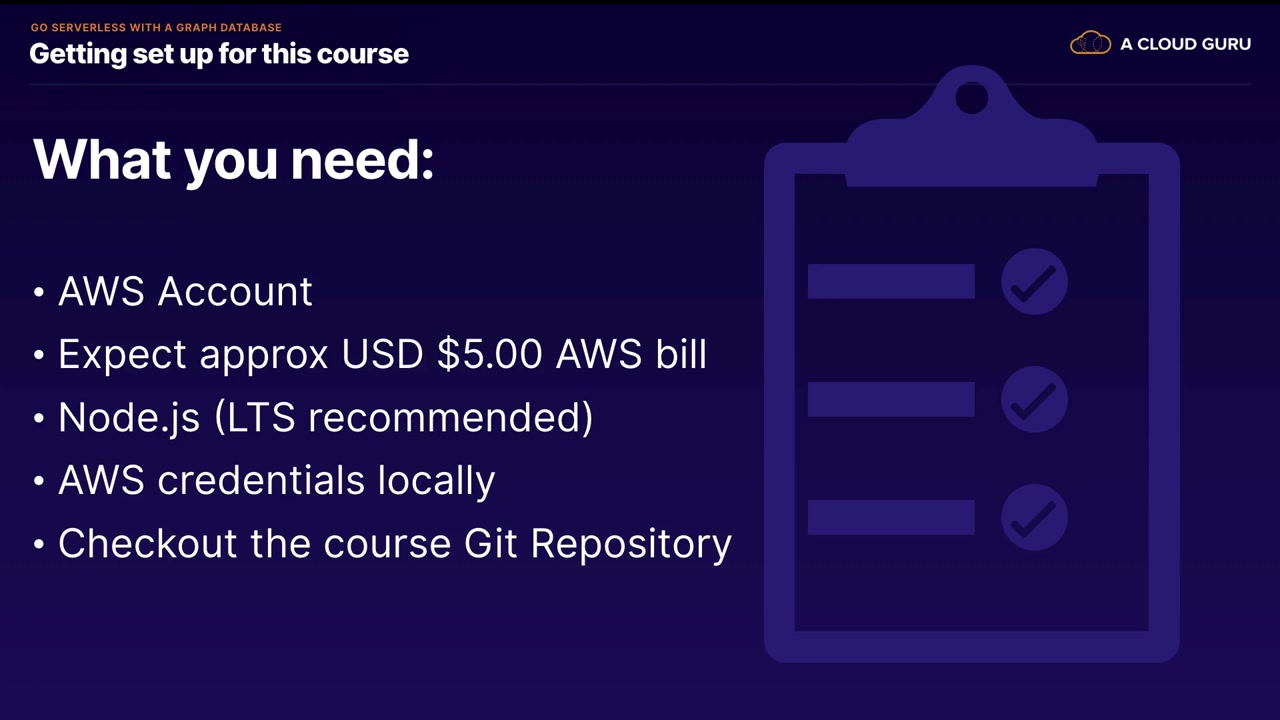 GO SERVERLESS WITH A GRAPH DATABASE
Getting set up for this course
A CLOUD GURU
What you need:
• AWS Account
• Expect approx USD $5.00 AWS bill
• Node.js (LTS recommended)
• AWS credentials locally
• Checkout the course Git Repository